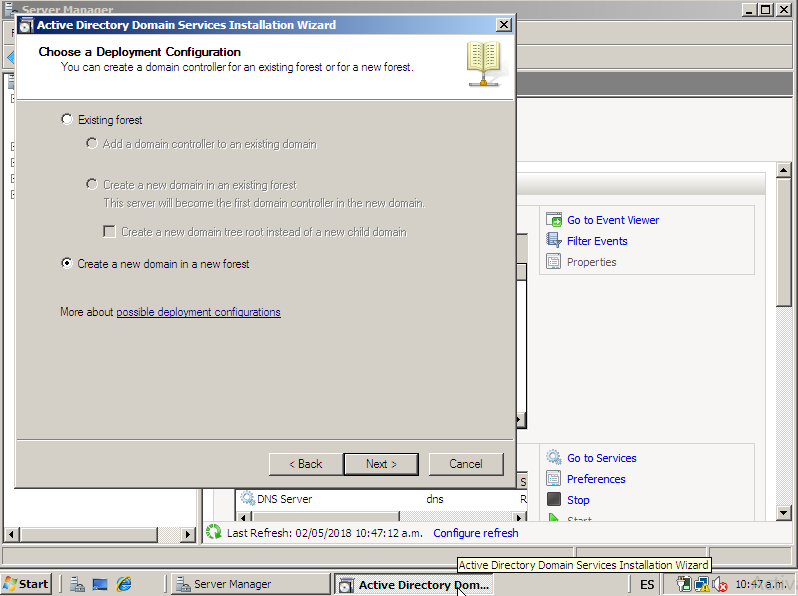 Server Manager
Active Directory Domain Services Installation Wizard
Choose a Deployment Configuration
You can create a domain controller for an existing forest or for a new forest.
Existing forest
Add a domain controller to an existing domain
Create a new domain in an existing forest
This server will become the first domain controller in the new domain.
Create a new domain tree root instead of a new child domain
Create a new domain in a new forest
More about possible deployment configurations
< Back
Next >
Cancel
Go to Event Viewer
Filter Events
Properties
Go to Services
Preferences
Stop
Start
DNS Server
dns
Last Refresh: 02/05/2018 10:47:12 a.m.
Configure refresh
Active Directory Domain Services Installation Wizard
Start
Server Manager
Active Directory Dom...
ES
10:47 a.m.